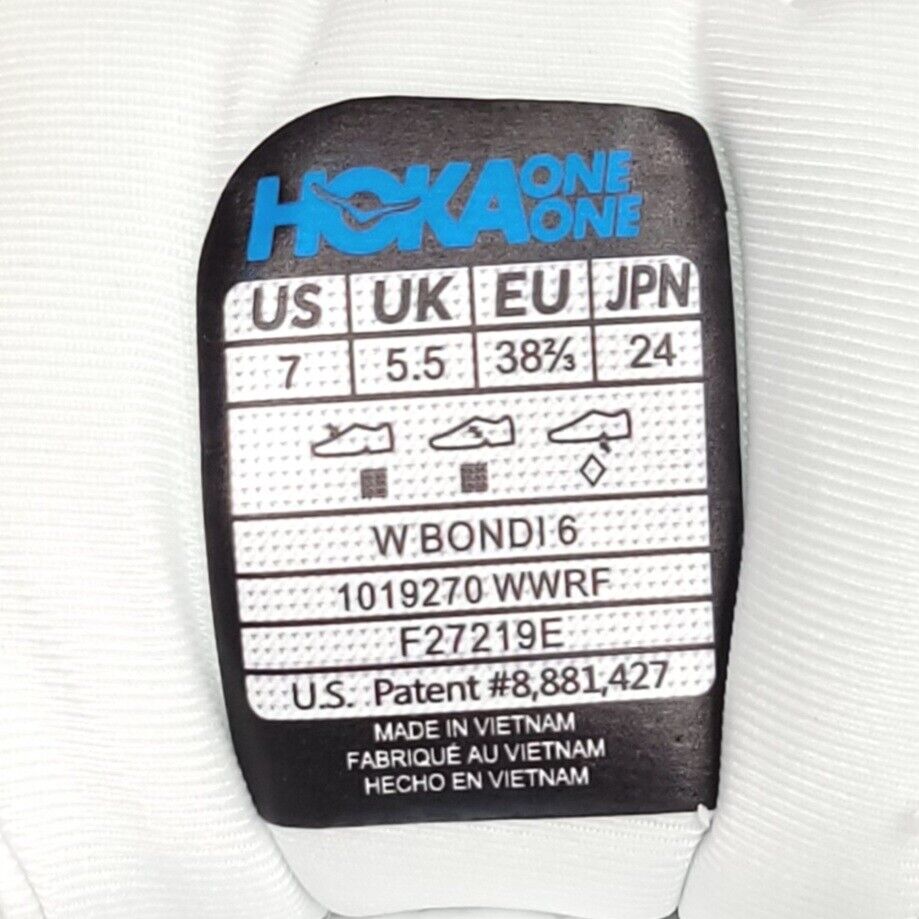 HOKA ONE ONE
US UK EU JPN
7 5.5 38⅔ 24
W BONDI 6
1019270 WWRF
F27219E
U.S. Patent #8,881,427
MADE IN VIETNAM
FABRIQUÉ AU VIETNAM
HECHO EN VIETNAM